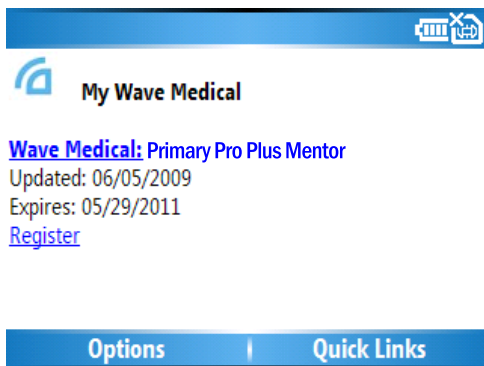 My Wave Medical
Wave Medical: Primary Pro Plus Mentor
Updated: 06/05/2009
Expires: 05/29/2011
Register
Options Quick Links